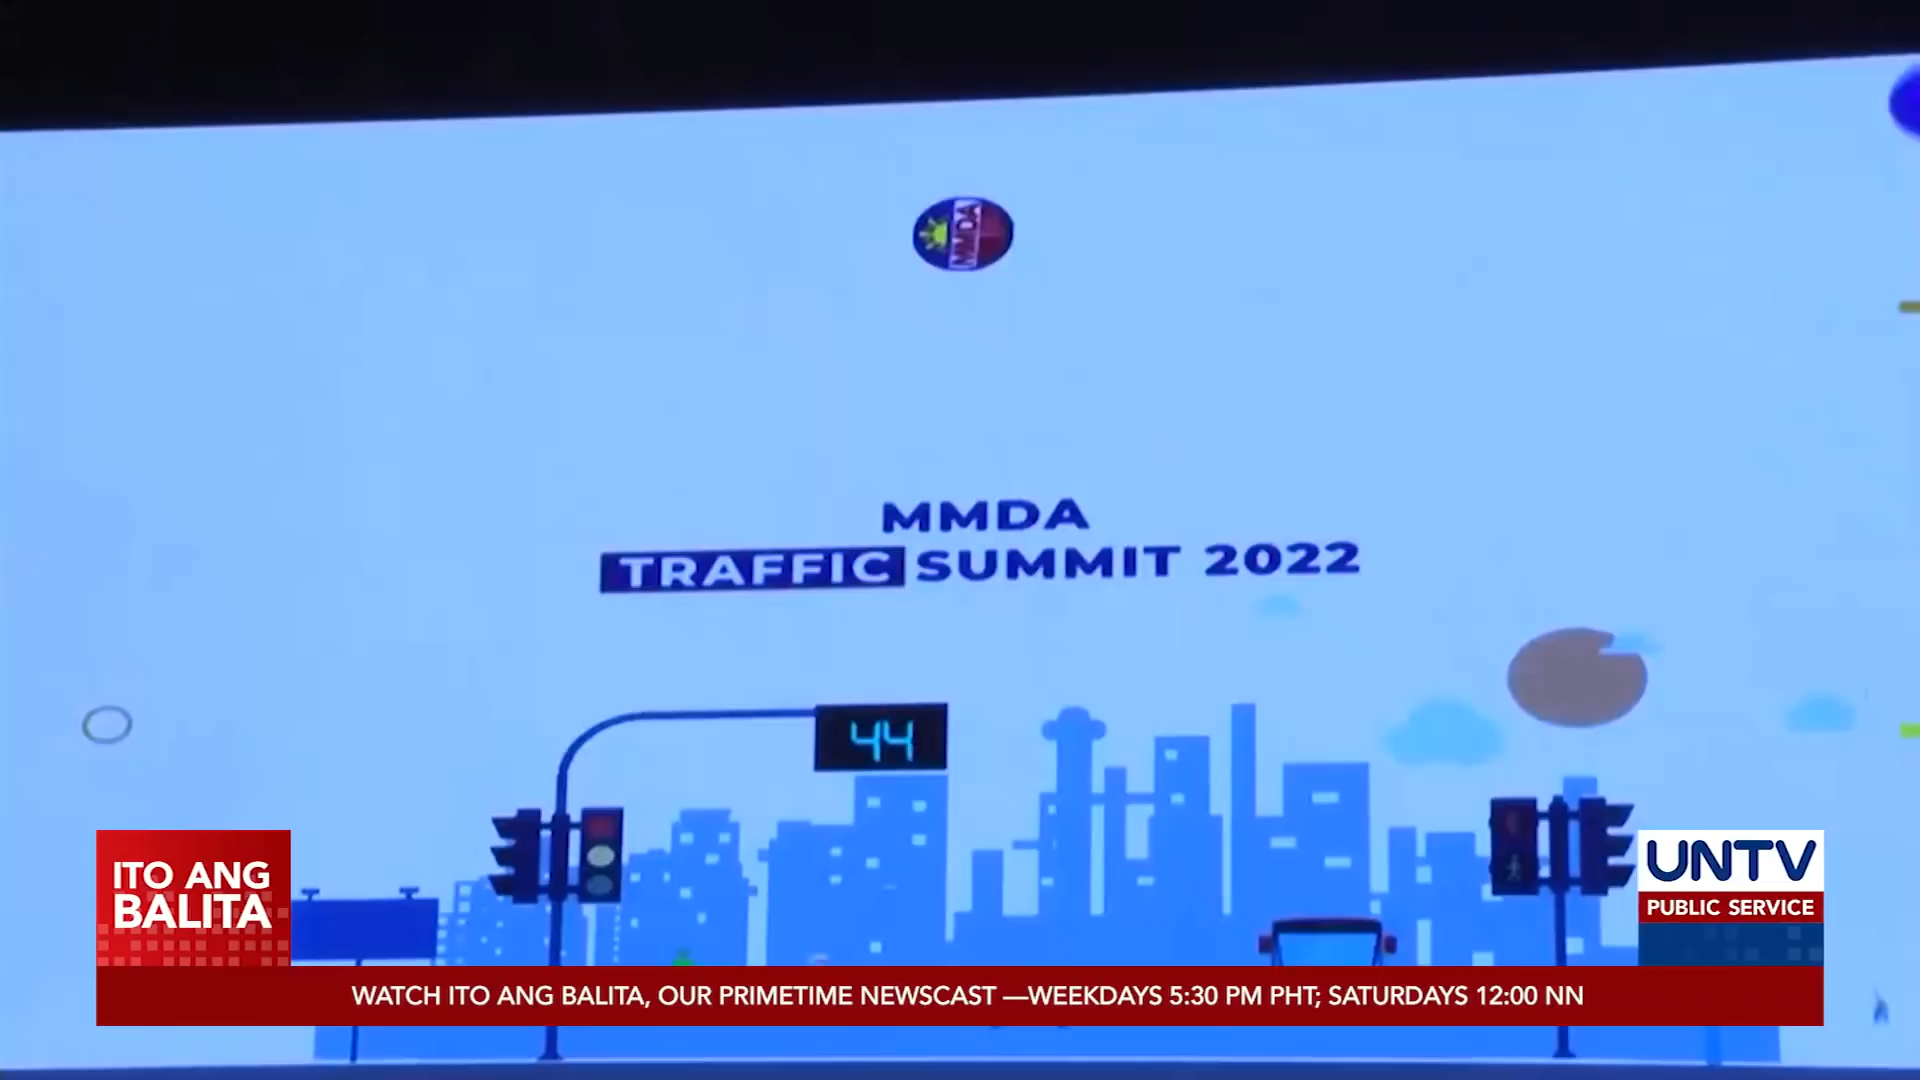 MMDA
MMDA
TRAFFIC SUMMIT 2022
44
ITO ANG
BALITA
UNTV
PUBLIC SERVICE
WATCH ITO ANG BALITA, OUR PRIMETIME NEWSCAST —WEEKDAYS 5:30 PM PHT; SATURDAYS 12:00 NN